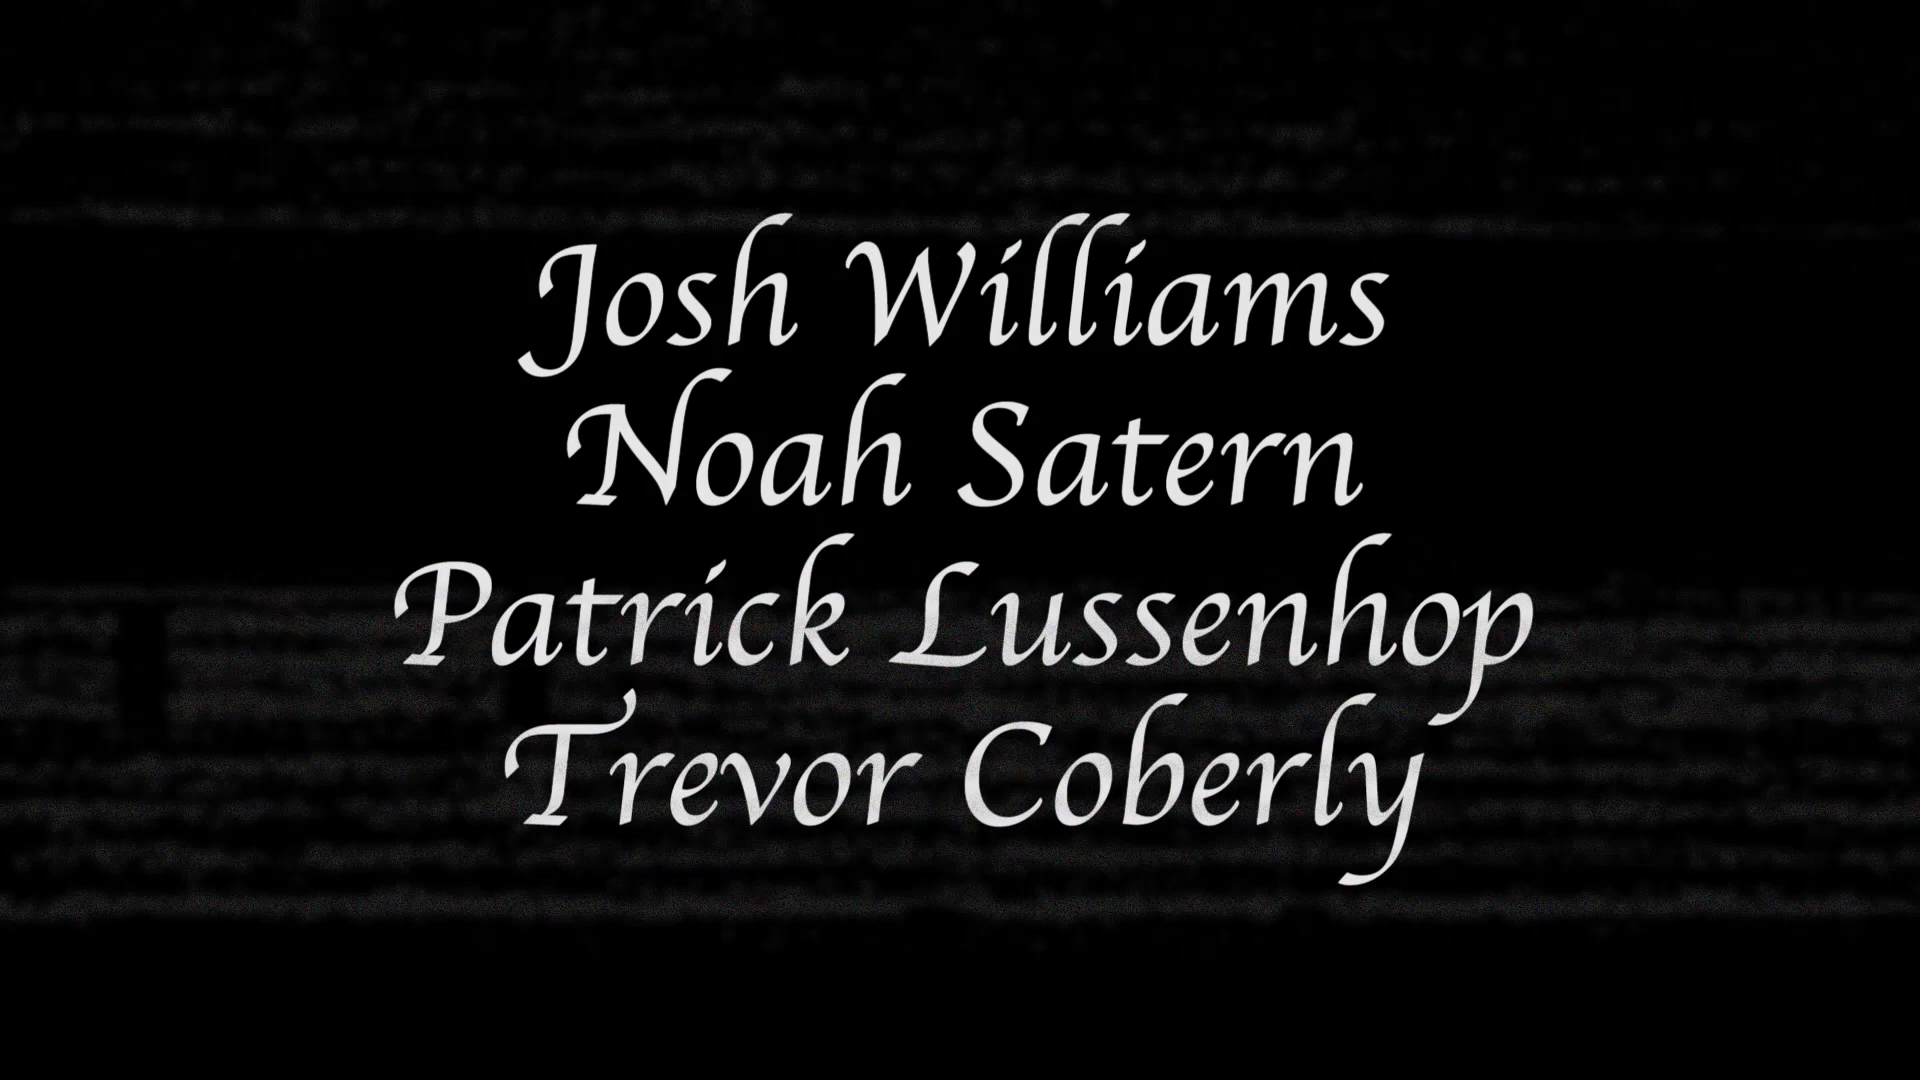 Josh Williams
Noah Satern
Patrick Lussenhop
Trevor Coberly